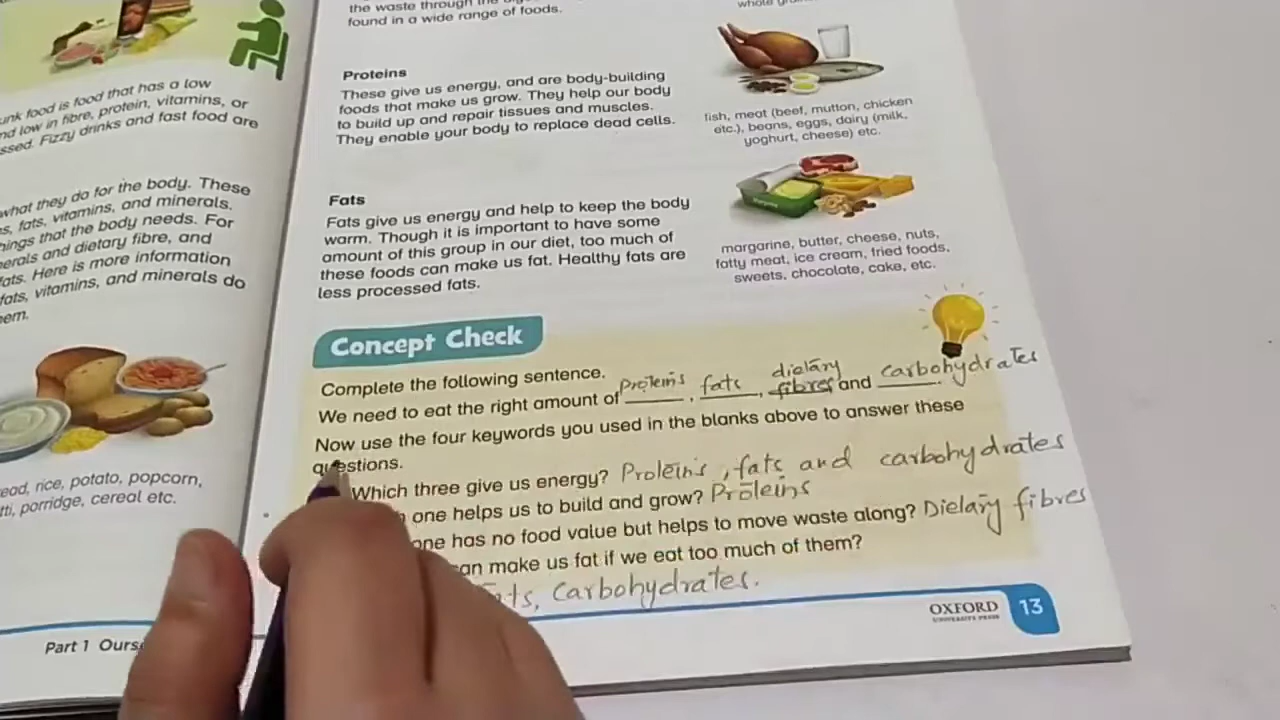 unk food is food that has a low
nd low in fibre, protein, vitamins, or
ssed. Fizzy drinks and fast food are
what they do for the body. These
s, fats, vitamins, and minerals.
ings that the body needs. For
erals and dietary fibre, and
ats. Here is more information
fats, vitamins, and minerals do
em.
ead, rice, potato, popcorn,
tti, porridge, cereal etc.
Part 1 Ours
the waste through the
found in a wide range of foods.
Proteins
These give us energy, and are body-building
foods that make us grow. They help our body
to build up and repair tissues and muscles.
They enable your body to replace dead cells.
fish, meat (beef, mutton, chicken
etc.), beans, eggs, dairy (milk,
yoghurt, cheese) etc.
Fats
Fats give us energy and help to keep the body
warm. Though it is important to have some
amount of this group in our diet, too much of
these foods can make us fat. Healthy fats are
less processed fats.
margarine, butter, cheese, nuts,
fatty meat, ice cream, fried foods,
sweets, chocolate, cake, etc.
Concept Check
Complete the following sentence.
We need to eat the right amount of Proteins, fats, dietary fibres and carbohydrates.
Now use the four keywords you used in the blanks above to answer these
questions.
Which three give us energy? Proteins, fats and carbohydrates
one helps us to build and grow? Proteins
one has no food value but helps to move waste along? Dietary fibres
an make us fat if we eat too much of them?
ats, Carbohydrates.
OXFORD
UNIVERSITY PRESS
13